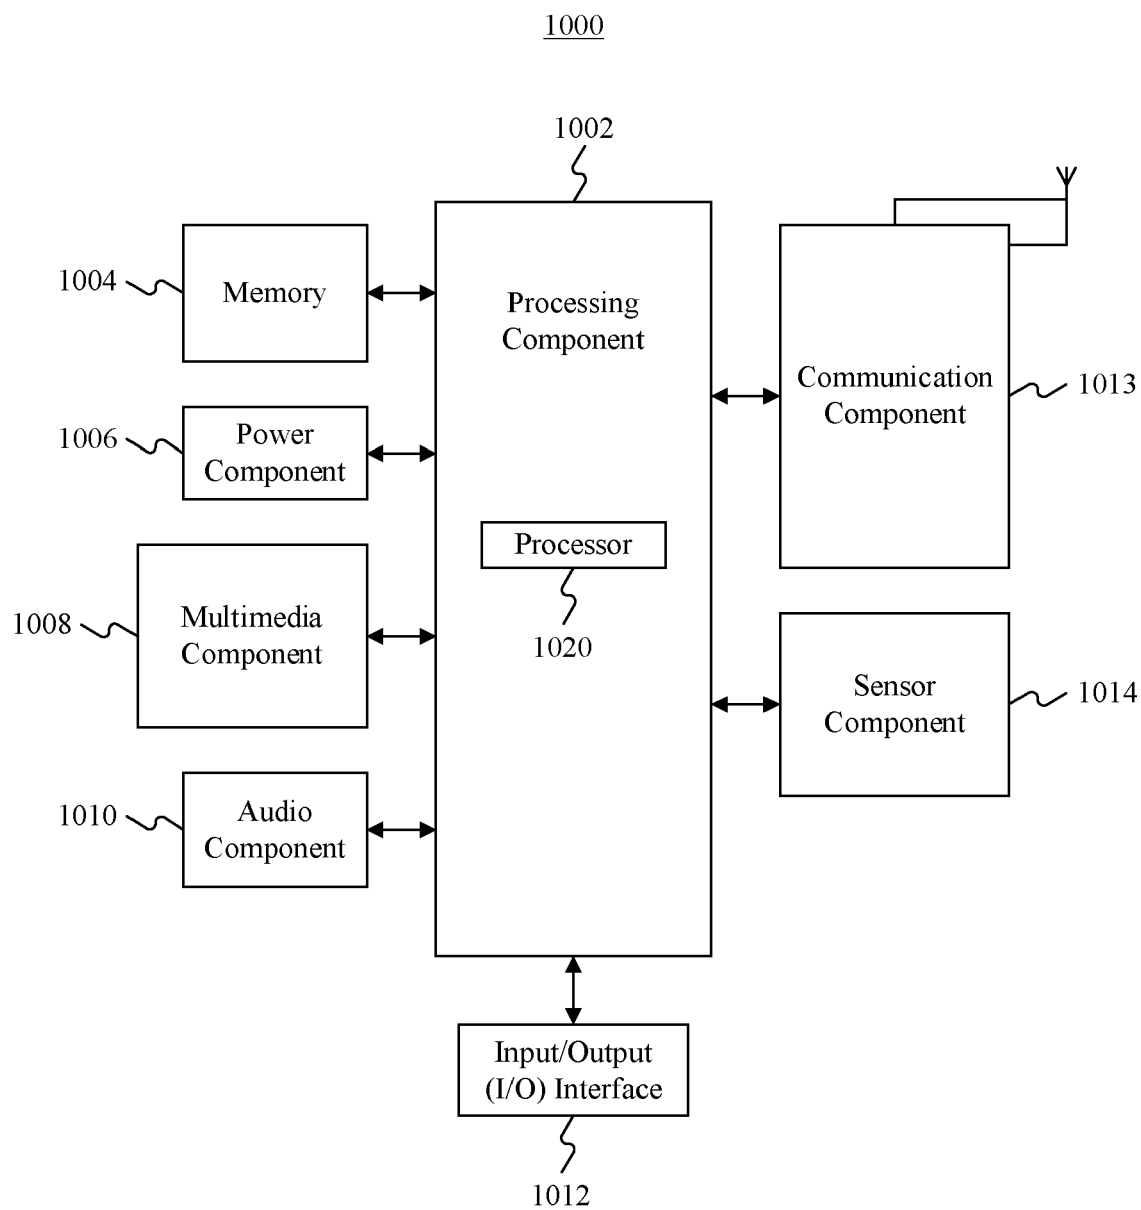 1000
1002
1004
Memory
Processing
Component
Communication
Component
1013
1006
Power
Component
Processor
1020
1008
Multimedia
Component
Sensor
Component
1014
1010
Audio
Component
Input/Output
(I/O) Interface
1012